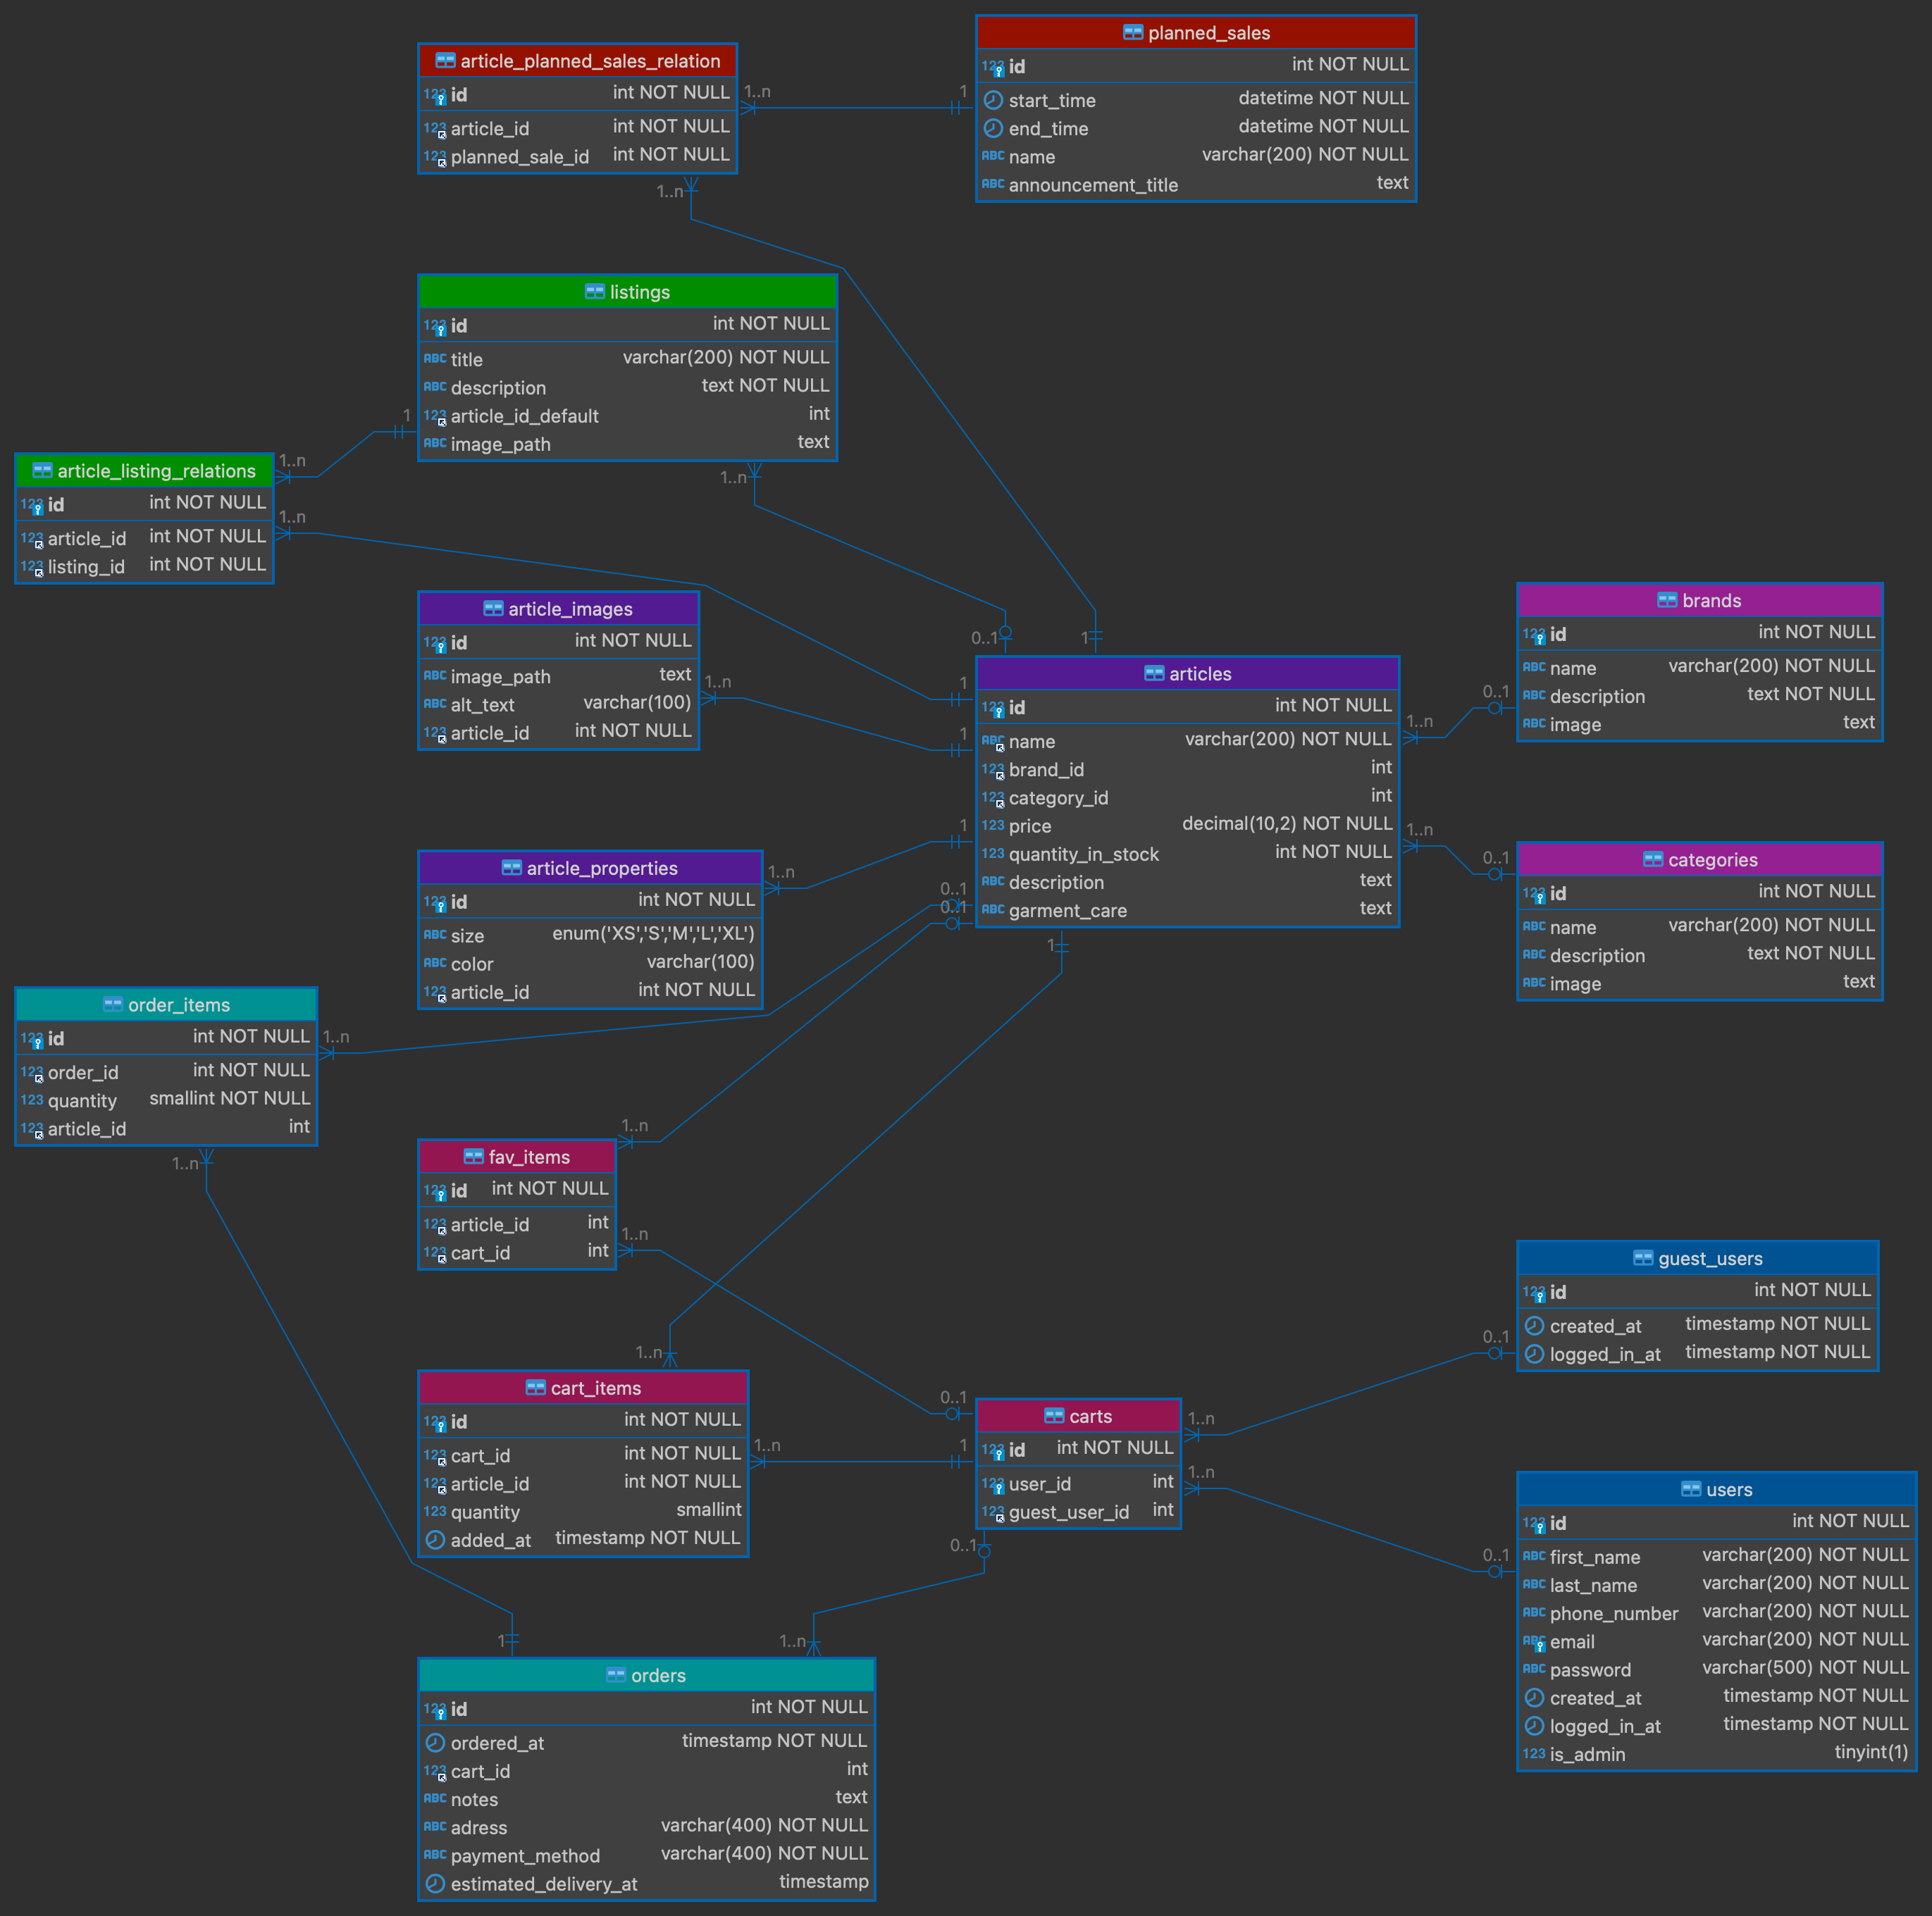 planned_sales
id int NOT NULL
start_time datetime NOT NULL
end_time datetime NOT NULL
name varchar(200) NOT NULL
announcement_title text
article_planned_sales_relation
id int NOT NULL
article_id int NOT NULL
planned_sale_id int NOT NULL
1..n
1
1..n
listings
id int NOT NULL
title varchar(200) NOT NULL
description text NOT NULL
article_id_default int
image_path text
1
1..n
article_listing_relations
id int NOT NULL
article_id int NOT NULL
listing_id int NOT NULL
1..n
1..n
article_images
id int NOT NULL
image_path text
alt_text varchar(100)
article_id int NOT NULL
1..n
0..1
1
1
1
articles
id int NOT NULL
name varchar(200) NOT NULL
brand_id int
category_id int
price decimal(10,2) NOT NULL
quantity_in_stock int NOT NULL
description text
garment_care text
1..n
0..1
brands
id int NOT NULL
name varchar(200) NOT NULL
description text NOT NULL
image text
1..n
0..1
categories
id int NOT NULL
name varchar(200) NOT NULL
description text NOT NULL
image text
article_properties
id int NOT NULL
size enum('XS','S','M','L','XL')
color varchar(100)
article_id int NOT NULL
1..n
1
0..1
0..1
1
order_items
id int NOT NULL
order_id int NOT NULL
quantity smallint NOT NULL
article_id int
1..n
1..n
fav_items
id int NOT NULL
article_id int
cart_id int
1..n
1..n
1..n
cart_items
id int NOT NULL
cart_id int NOT NULL
article_id int NOT NULL
quantity smallint
added_at timestamp NOT NULL
1..n
0..1
1
carts
id int NOT NULL
user_id int
guest_user_id int
1..n
1..n
0..1
guest_users
id int NOT NULL
created_at timestamp NOT NULL
logged_in_at timestamp NOT NULL
0..1
users
id int NOT NULL
first_name varchar(200) NOT NULL
last_name varchar(200) NOT NULL
phone_number varchar(200) NOT NULL
email varchar(200) NOT NULL
password varchar(500) NOT NULL
created_at timestamp NOT NULL
logged_in_at timestamp NOT NULL
is_admin tinyint(1)
0..1
1
1..n
orders
id int NOT NULL
ordered_at timestamp NOT NULL
cart_id int
notes text
adress varchar(400) NOT NULL
payment_method varchar(400) NOT NULL
estimated_delivery_at timestamp